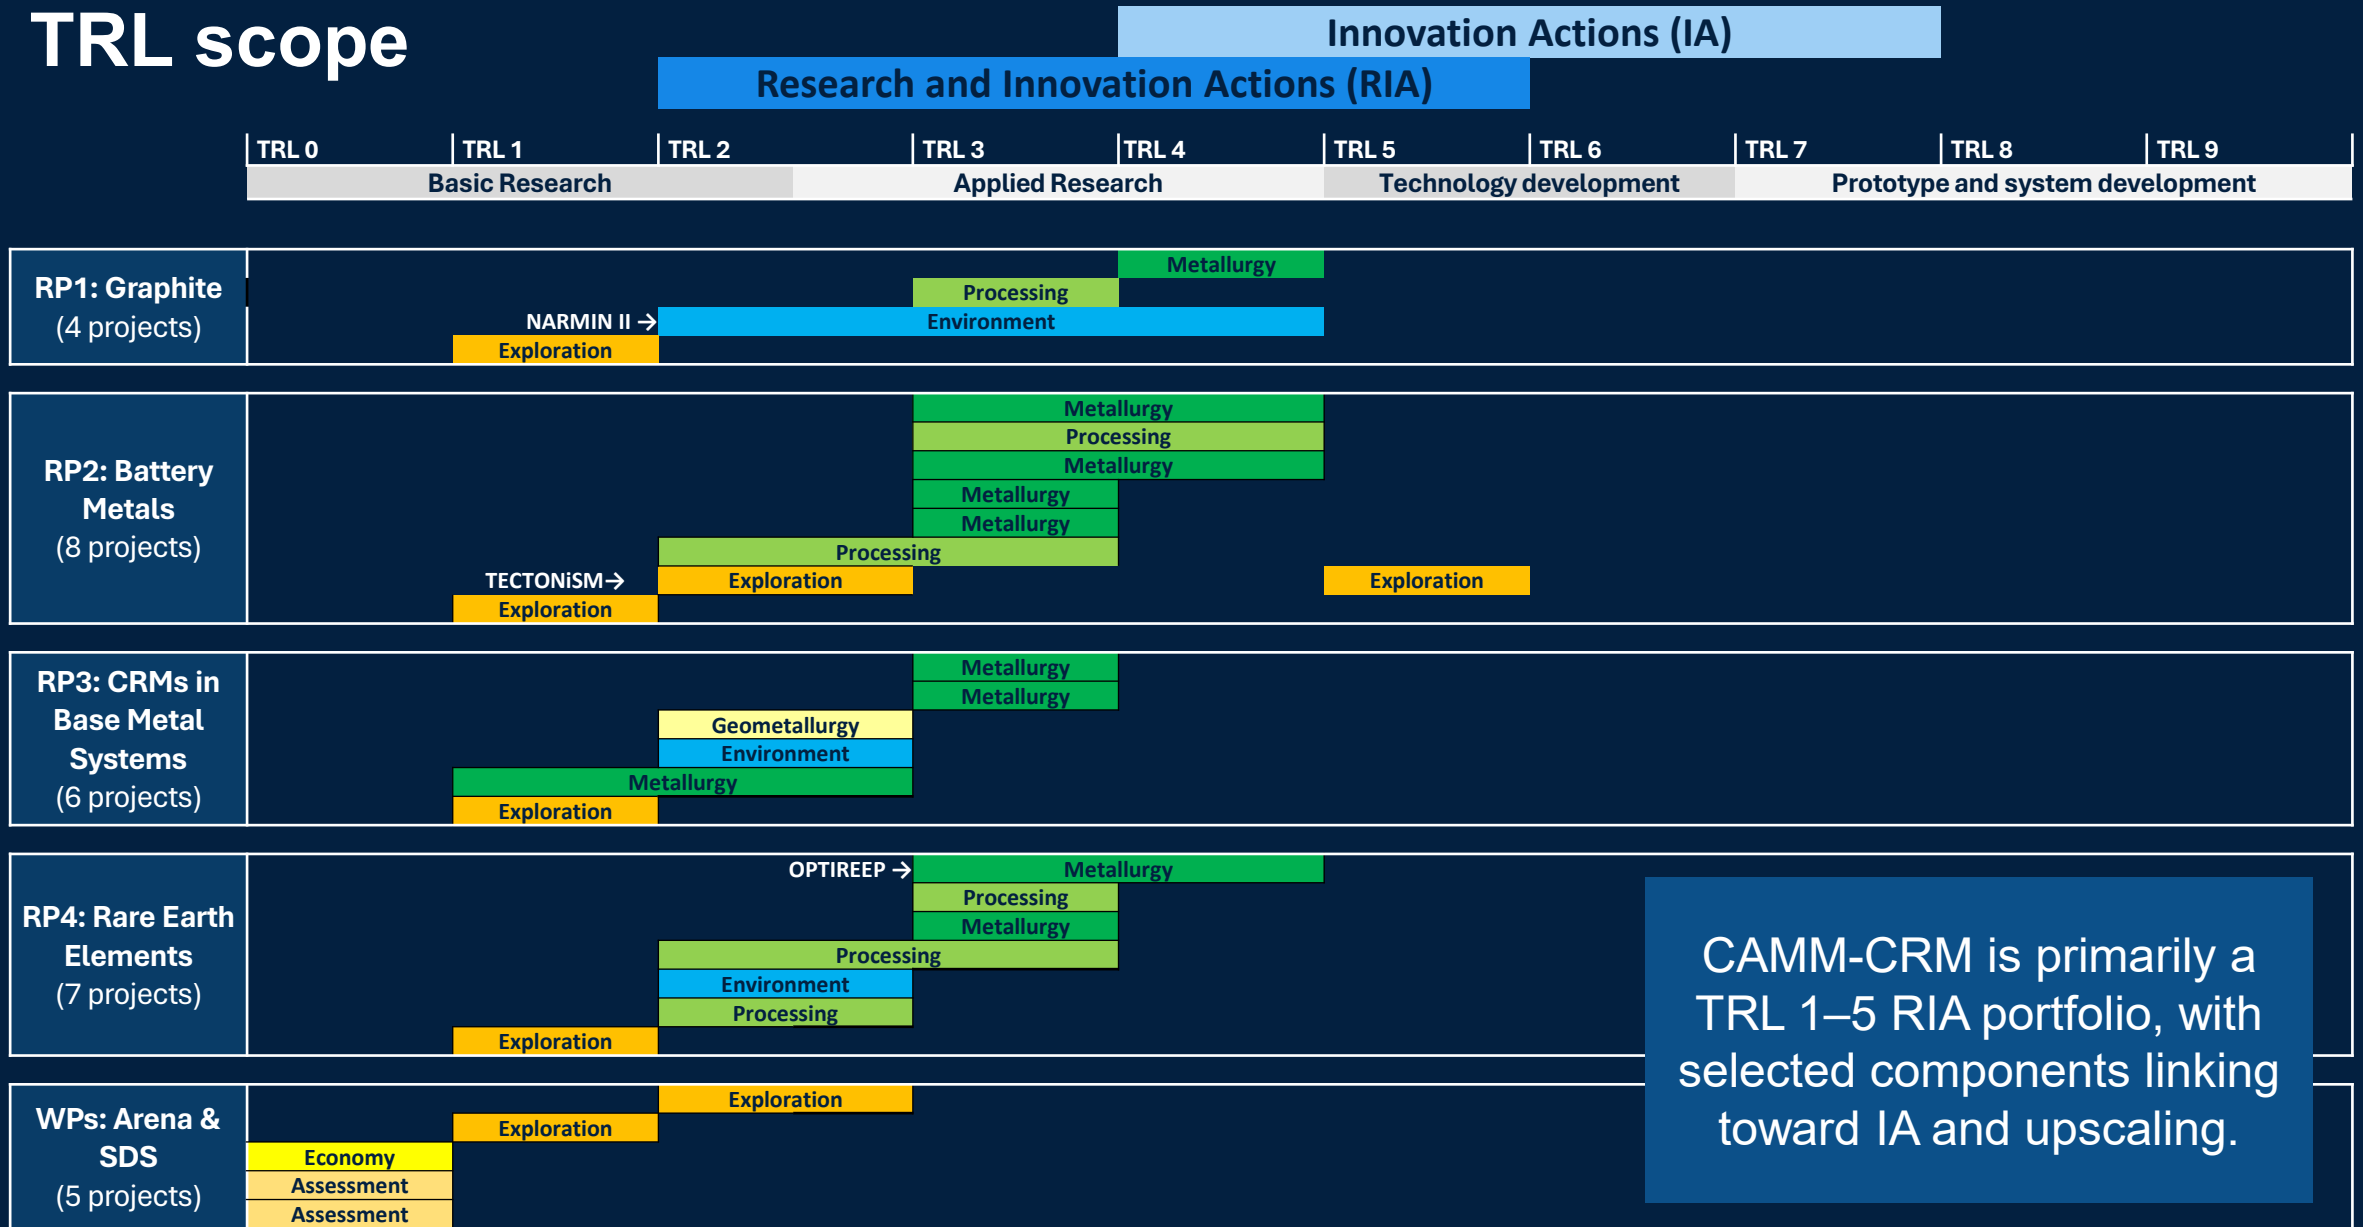 TRL scope
Innovation Actions (IA)
Research and Innovation Actions (RIA)
TRL 0 TRL 1 TRL 2 TRL 3 TRL 4 TRL 5 TRL 6 TRL 7 TRL 8 TRL 9
Basic Research Applied Research Technology development Prototype and system development
RP1: Graphite
(4 projects)
Metallurgy
Processing
NARMIN II → Environment
Exploration
RP2: Battery
Metals
(8 projects)
Metallurgy
Processing
Metallurgy
Metallurgy
Metallurgy
Processing
TECTONiSM→ Exploration Exploration
Exploration
RP3: CRMs in
Base Metal
Systems
(6 projects)
Metallurgy
Metallurgy
Geometallurgy
Environment
Metallurgy
Exploration
RP4: Rare Earth
Elements
(7 projects)
OPTIREEP → Metallurgy
Processing
Metallurgy
Processing
Environment
Processing
Exploration
WPs: Arena &
SDS
(5 projects)
Exploration
Exploration
Economy
Assessment
Assessment
CAMM-CRM is primarily a
TRL 1–5 RIA portfolio, with
selected components linking
toward IA and upscaling.